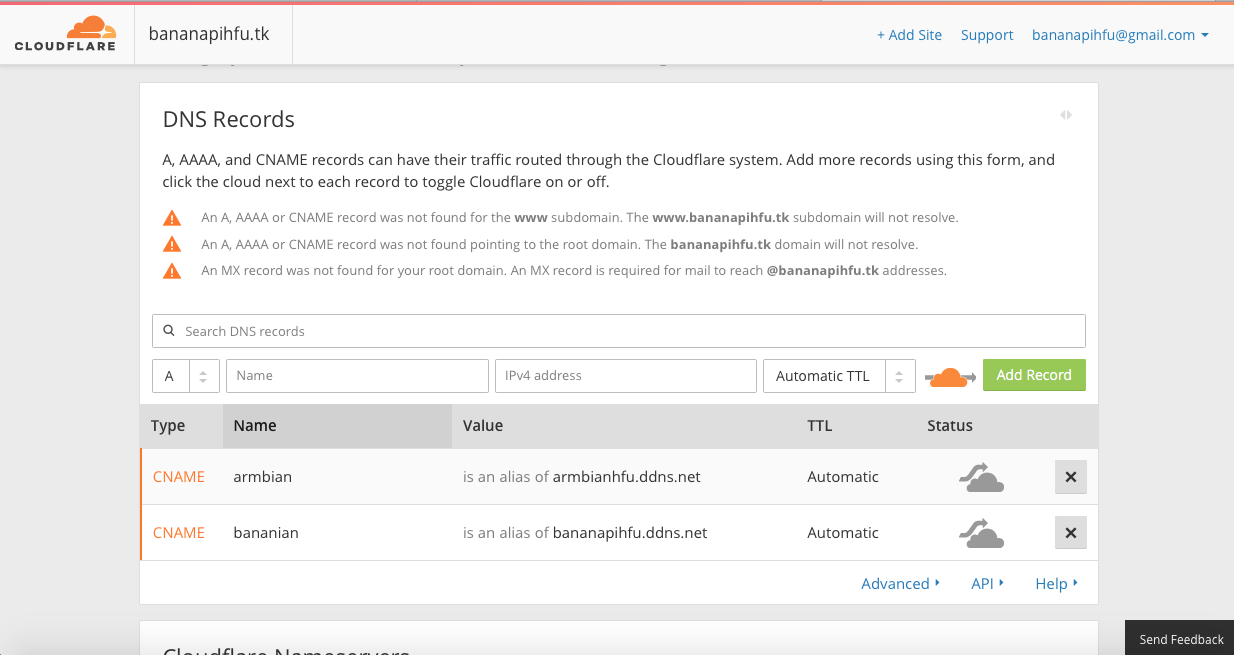 CLOUDFLARE
bananapihfu.tk
+ Add Site Support bananapihfu@gmail.com
DNS Records
A, AAAA, and CNAME records can have their traffic routed through the Cloudflare system. Add more records using this form, and
click the cloud next to each record to toggle Cloudflare on or off.
An A, AAAA or CNAME record was not found for the www subdomain. The www.bananapihfu.tk subdomain will not resolve.
An A, AAAA or CNAME record was not found pointing to the root domain. The bananapihfu.tk domain will not resolve.
An MX record was not found for your root domain. An MX record is required for mail to reach @bananapihfu.tk addresses.
Search DNS records
A Name IPv4 address Automatic TTL Add Record
Type Name Value TTL Status
CNAME armbian is an alias of armbianhfu.ddns.net Automatic
CNAME bananian is an alias of bananapihfu.ddns.net Automatic
Advanced API Help
Cloudflare Nameservers
Send Feedback